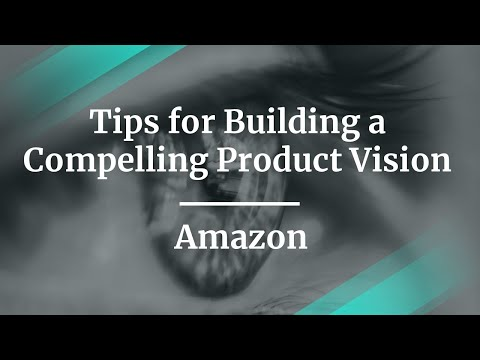 Tips for Building a
Compelling Product Vision
Amazon